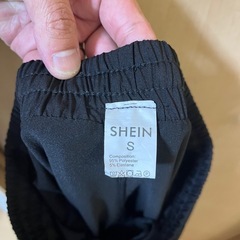 SHEIN
S
Composition:
95% Polyester
5% Elastane